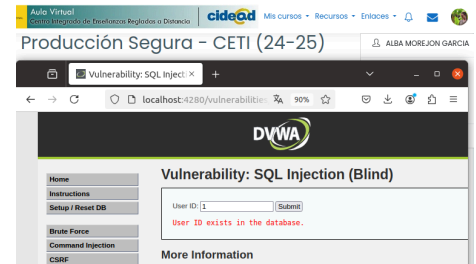 Aula Virtual
Centro Integrado de Enseñanzas Regladas a Distancia
cidead
Mis cursos Recursos Enlaces
Producción Segura - CETI (24-25)
ALBA MOREJON GARCIA
Vulnerability: SQL Injecti
localhost:4280/vulnerabilitie
90%
DVWA
Vulnerability: SQL Injection (Blind)
Home
Instructions
Setup / Reset DB
Brute Force
Command Injection
CSRF
User ID: 1 Submit
User ID exists in the database.
More Information